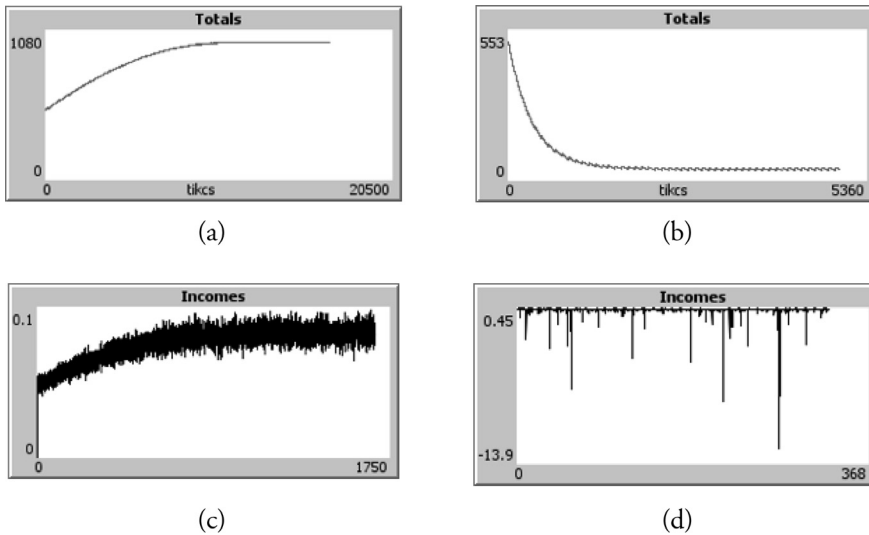 Totals
1080
0
0 tikcs 20500
(a)
Totals
553
0
0 tikcs 5360
(b)
Incomes
0.1
0
0 1750
(c)
Incomes
0.45
-13.9
0 368
(d)